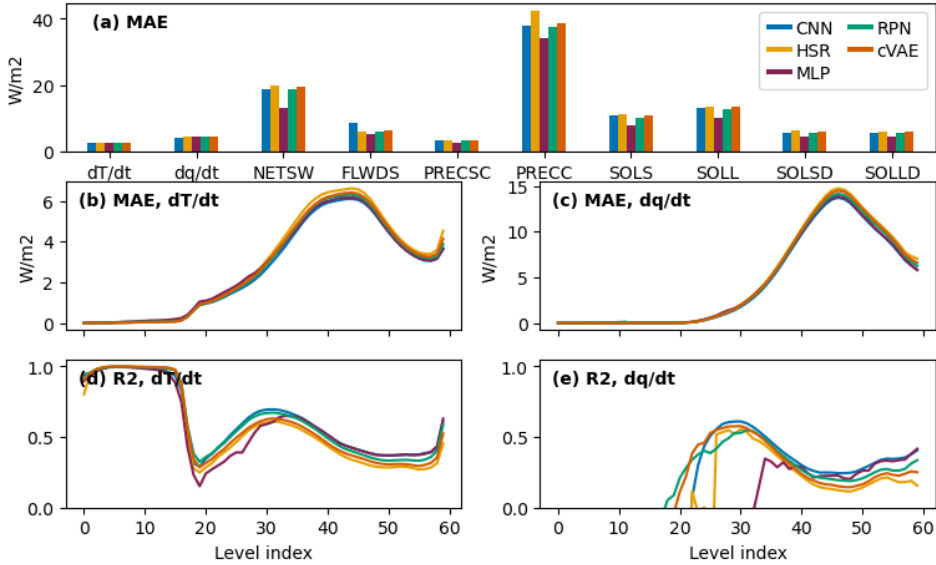 (a) MAE
W/m2
40
20
0
CNN
HSR
MLP
RPN
cVAE
dT/dt dq/dt NETSW FLWDS PRECSC PRECC SOLS SOLL SOLSD SOLLD
(b) MAE, dT/dt
W/m2
6
4
2
0
(c) MAE, dq/dt
W/m2
15
10
5
0
(d) R2, dT/dt
1.0
0.5
0.0
0 10 20 30 40 50 60
Level index
(e) R2, dq/dt
1.0
0.5
0.0
0 10 20 30 40 50 60
Level index